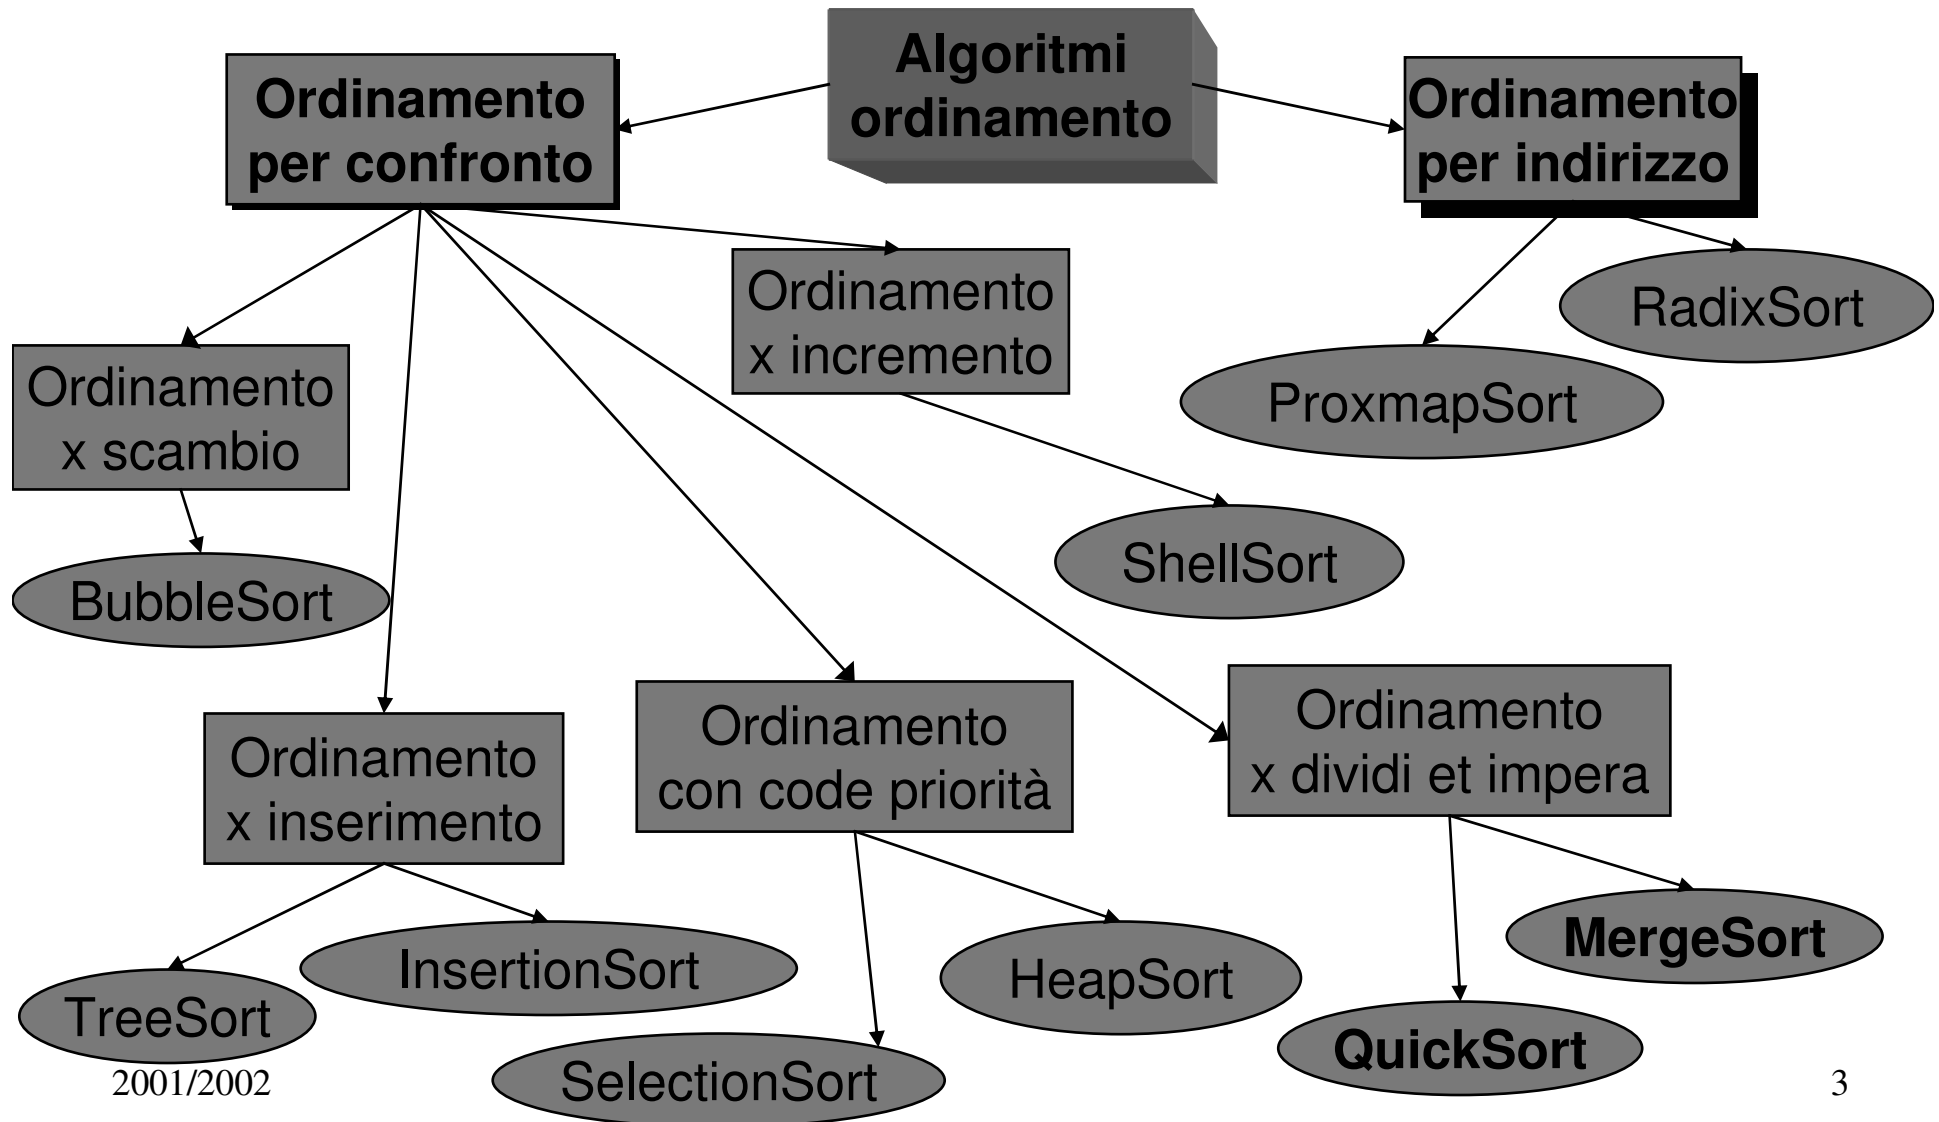 Algoritmi
ordinamento
Ordinamento
per confronto
Ordinamento
per indirizzo
Ordinamento
x incremento
RadixSort
Ordinamento
x scambio
ProxmapSort
ShellSort
BubbleSort
Ordinamento
x inserimento
Ordinamento
con code priorità
Ordinamento
x dividi et impera
TreeSort
InsertionSort
SelectionSort
HeapSort
QuickSort
MergeSort
2001/2002
3